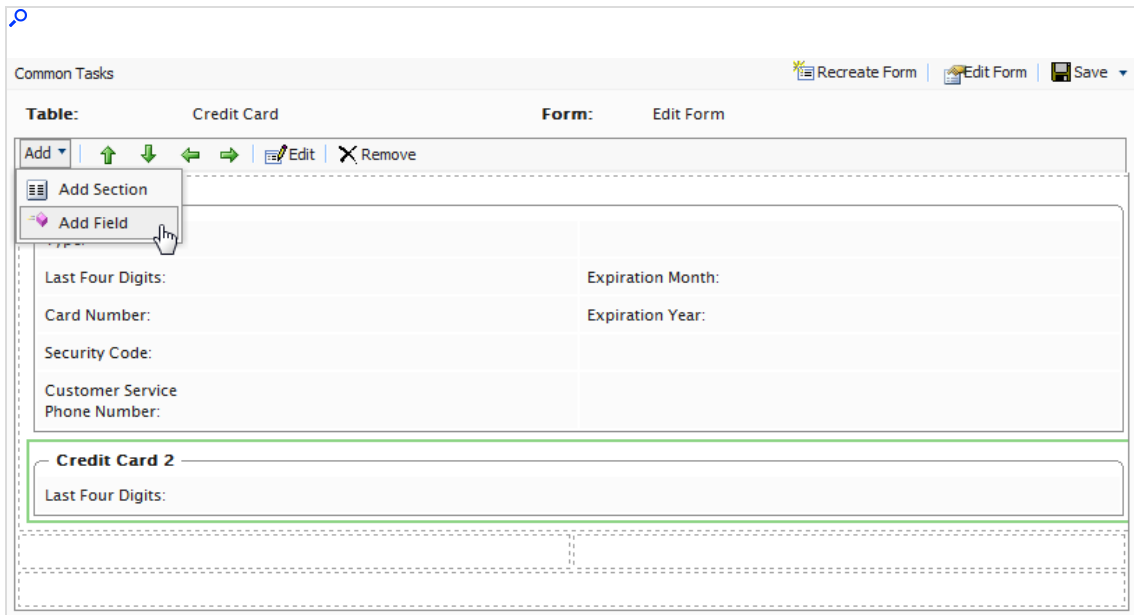 Common Tasks
Recreate Form
Edit Form
Save
Table: Credit Card Form: Edit Form
Add
Edit
Remove
Add Section
Add Field
Last Four Digits:
Expiration Month:
Card Number:
Expiration Year:
Security Code:
Customer Service
Phone Number:
Credit Card 2
Last Four Digits: